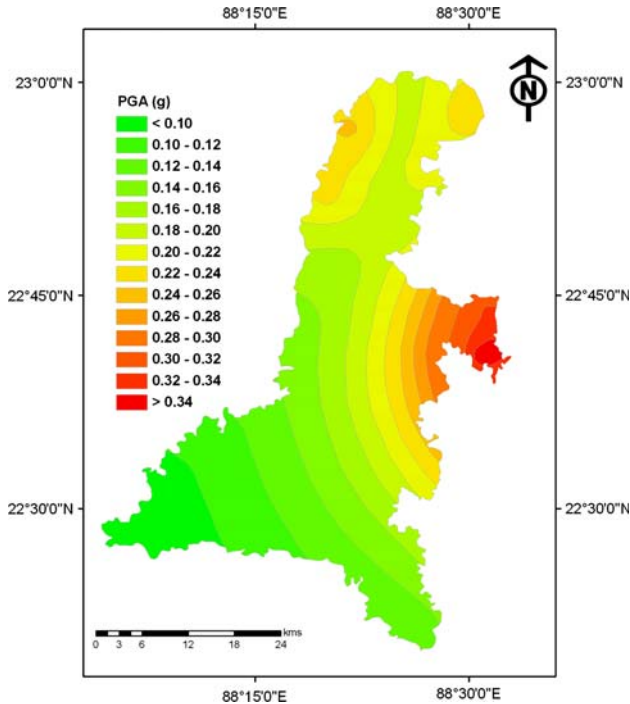 88°15'0"E 88°30'0"E
23°0'0"N 23°0'0"N
N
PGA (g)
< 0.10
0.10 - 0.12
0.12 - 0.14
0.14 - 0.16
0.16 - 0.18
0.18 - 0.20
0.20 - 0.22
0.22 - 0.24
0.24 - 0.26
0.26 - 0.28
0.28 - 0.30
0.30 - 0.32
0.32 - 0.34
> 0.34
22°45'0"N 22°45'0"N
22°30'0"N 22°30'0"N
kms
0 3 6 12 18 24
88°15'0"E 88°30'0"E